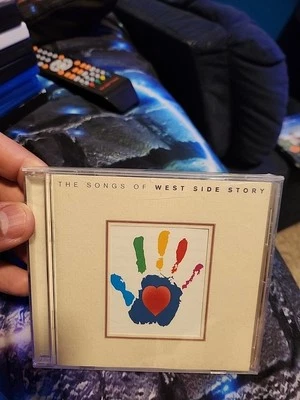 THE SONGS OF WEST SIDE STORY